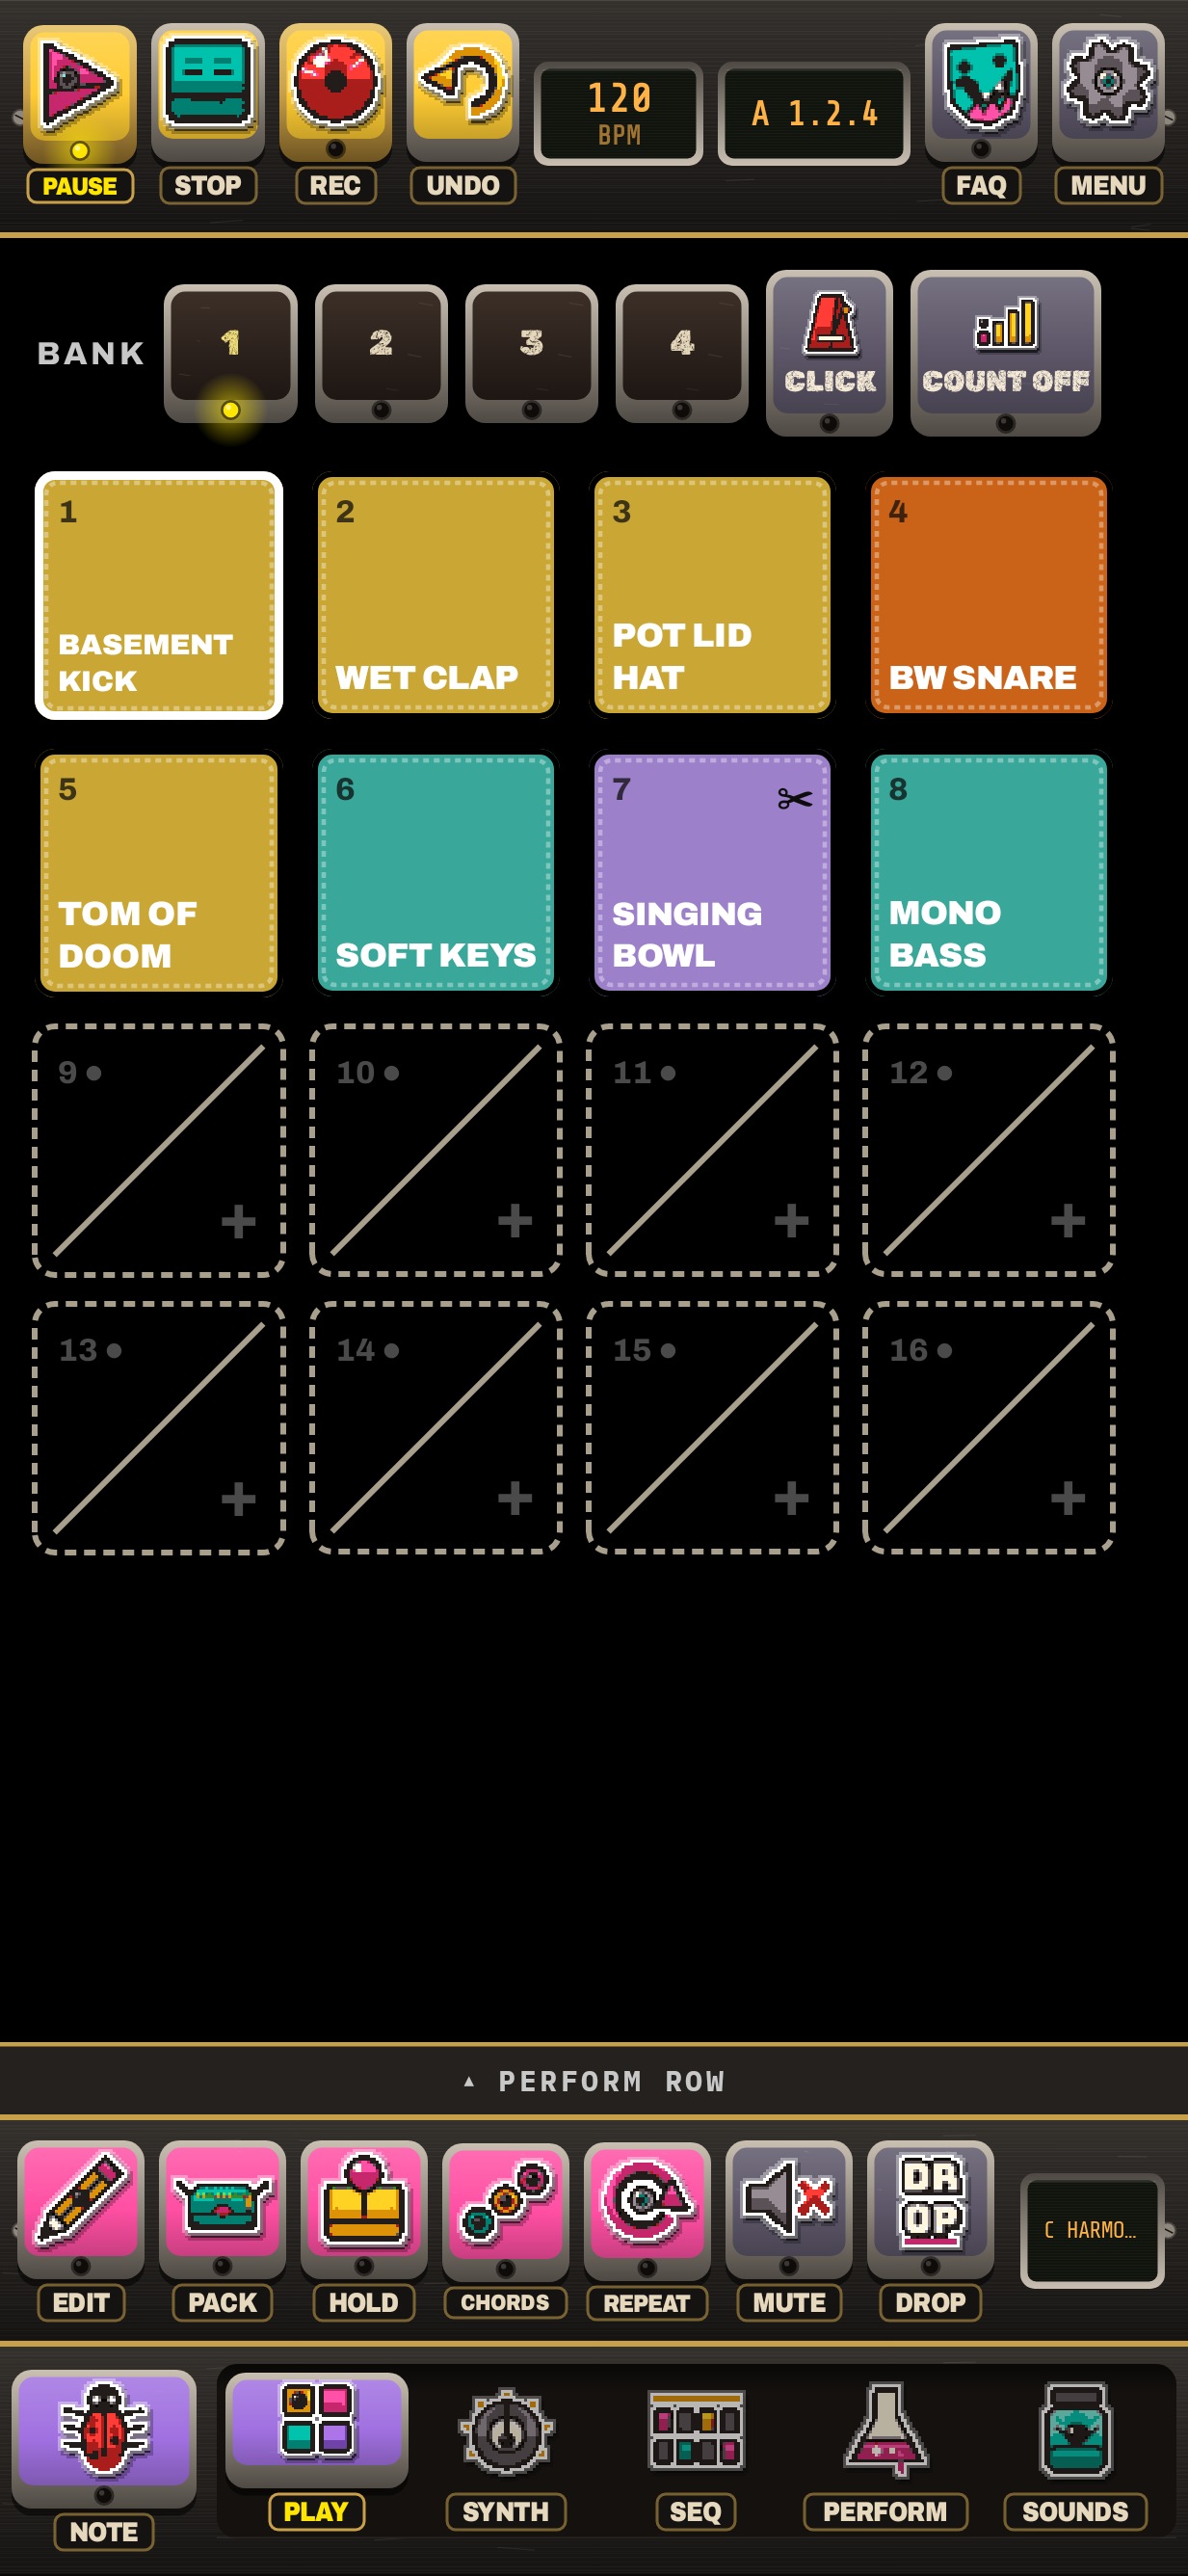 PAUSE
STOP
REC
UNDO
120
BPM
A 1.2.4
FAQ
MENU
BANK
1
2
3
4
CLICK
COUNT OFF
1
BASEMENT
KICK
2
WET CLAP
3
POT LID
HAT
4
BW SNARE
5
TOM OF
DOOM
6
SOFT KEYS
7
SINGING
BOWL
8
MONO
BASS
9
10
11
12
13
14
15
16
▲ PERFORM ROW
EDIT
PACK
HOLD
CHORDS
REPEAT
MUTE
DR
OP
DROP
C HARMO…
NOTE
PLAY
SYNTH
SEQ
PERFORM
SOUNDS